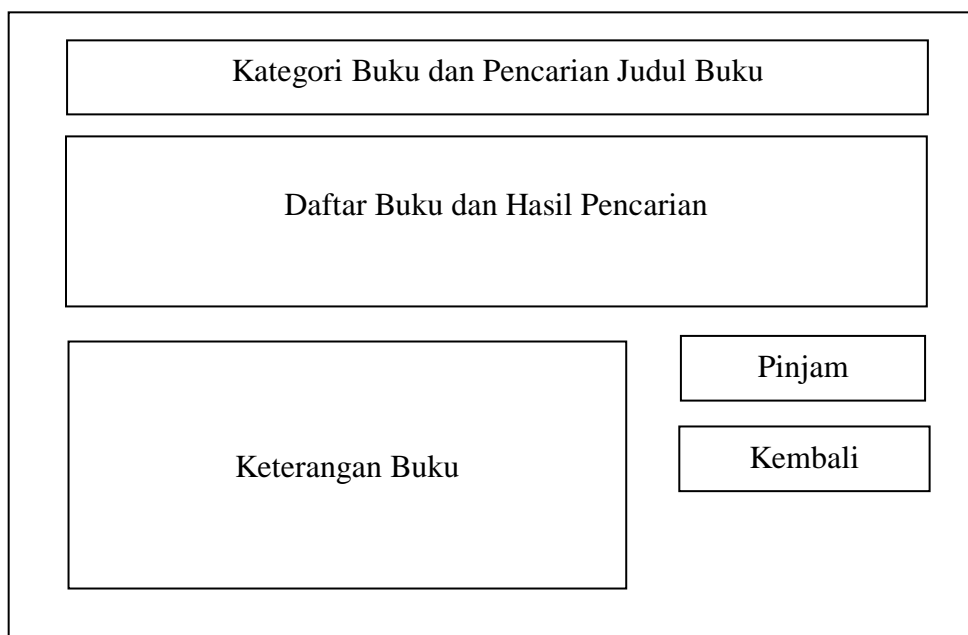 Kategori Buku dan Pencarian Judul Buku
Daftar Buku dan Hasil Pencarian
Pinjam
Keterangan Buku
Kembali